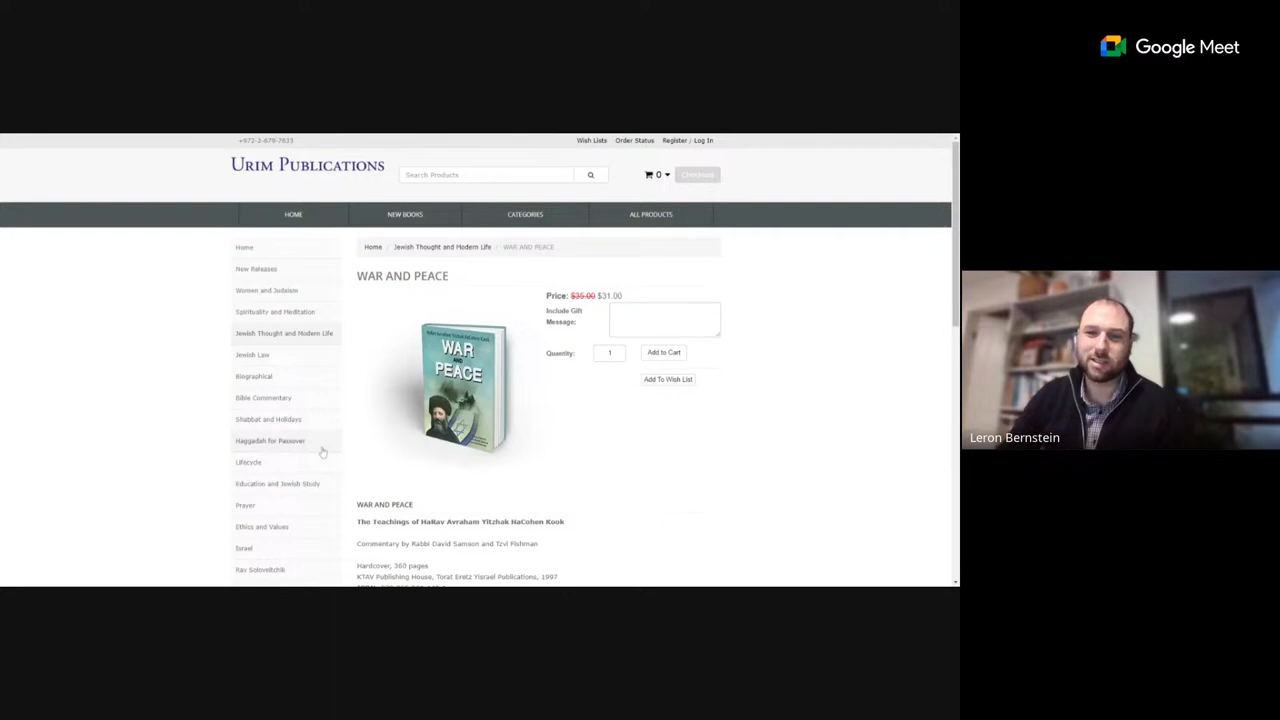 Google Meet
+972-2-679-7633
Wish Lists Order Status Register / Log In
URIM PUBLICATIONS
Search Products
0
Checkout
HOME NEW BOOKS CATEGORIES ALL PRODUCTS
Home
New Releases
Women and Judaism
Spirituality and Meditation
Jewish Thought and Modern Life
Jewish Law
Biographical
Bible Commentary
Shabbat and Holidays
Haggadah for Passover
Lifecycle
Education and Jewish Study
Prayer
Ethics and Values
Israel
Rav Soloveitchik
Home Jewish Thought and Modern Life WAR AND PEACE
WAR AND PEACE
Price: $35.00 $31.00
Include Gift
Message:
Quantity: 1 Add to Cart
Add To Wish List
WAR
AND
PEACE
WAR AND PEACE
The Teachings of HaRav Avraham Yitzhak HaCohen Kook
Commentary by Rabbi David Samson and Tzvi Fishman
Hardcover, 360 pages
KTAV Publishing House, Torat Eretz Yisrael Publications, 1997
Leron Bernstein